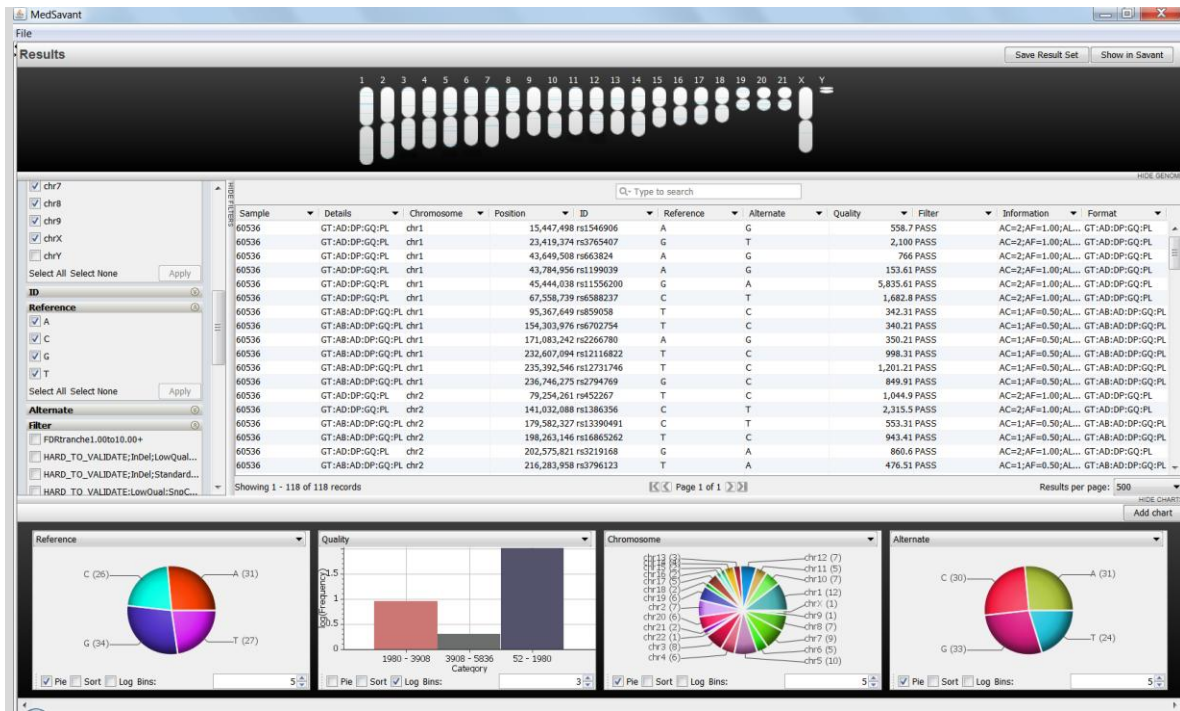 MedSavant
File
Results
Save Result Set
Show in Savant
1 2 3 4 5 6 7 8 9 10 11 12 13 14 15 16 17 18 19 20 21 X Y
HIDE GENOM
chr7
chr8
chr9
chrX
chrY
Select All Select None Apply
ID
Reference
A
C
G
T
Select All Select None Apply
Alternate
Filter
FDRtranche1.00to10.00+
HARD_TO_VALIDATE;InDel;LowQual...
HARD_TO_VALIDATE;InDel;Standard...
HARD_TO_VALIDATE;LowQual;SnpC...
HIDE FILTERS
Type to search
Sample Details Chromosome Position ID Reference Alternate Quality Filter Information Format
60536 GT:AD:DP:GQ:PL chr1 15,447,498 rs1546906 A G 558.7 PASS AC=2;AF=1.00;AL... GT:AD:DP:GQ:PL
60536 GT:AD:DP:GQ:PL chr1 23,419,374 rs3765407 G T 2,100 PASS AC=2;AF=1.00;AL... GT:AD:DP:GQ:PL
60536 GT:AD:DP:GQ:PL chr1 43,649,508 rs663824 A G 766 PASS AC=2;AF=1.00;AL... GT:AD:DP:GQ:PL
60536 GT:AD:DP:GQ:PL chr1 43,784,956 rs1199039 A G 153.61 PASS AC=2;AF=1.00;AL... GT:AD:DP:GQ:PL
60536 GT:AD:DP:GQ:PL chr1 45,444,038 rs11556200 G A 5,835.61 PASS AC=2;AF=1.00;AL... GT:AD:DP:GQ:PL
60536 GT:AD:DP:GQ:PL chr1 67,558,739 rs6588237 C T 1,682.8 PASS AC=2;AF=1.00;AL... GT:AD:DP:GQ:PL
60536 GT:AB:AD:DP:GQ:PL chr1 95,367,649 rs859058 T C 342.31 PASS AC=1;AF=0.50;AL... GT:AB:AD:DP:GQ:PL
60536 GT:AB:AD:DP:GQ:PL chr1 154,303,976 rs6702754 T C 340.21 PASS AC=1;AF=0.50;AL... GT:AB:AD:DP:GQ:PL
60536 GT:AB:AD:DP:GQ:PL chr1 171,083,242 rs2266780 A G 350.21 PASS AC=1;AF=0.50;AL... GT:AB:AD:DP:GQ:PL
60536 GT:AB:AD:DP:GQ:PL chr1 232,607,094 rs12116822 T C 998.31 PASS AC=1;AF=0.50;AL... GT:AB:AD:DP:GQ:PL
60536 GT:AB:AD:DP:GQ:PL chr1 235,392,546 rs12731746 T C 1,201.21 PASS AC=1;AF=0.50;AL... GT:AB:AD:DP:GQ:PL
60536 GT:AB:AD:DP:GQ:PL chr1 236,746,275 rs2794769 G C 849.91 PASS AC=1;AF=0.50;AL... GT:AB:AD:DP:GQ:PL
60536 GT:AD:DP:GQ:PL chr2 79,254,261 rs452267 T C 1,044.9 PASS AC=2;AF=1.00;AL... GT:AD:DP:GQ:PL
60536 GT:AD:DP:GQ:PL chr2 141,032,088 rs1386356 C T 2,315.5 PASS AC=2;AF=1.00;AL... GT:AD:DP:GQ:PL
60536 GT:AB:AD:DP:GQ:PL chr2 179,582,327 rs13390491 C T 553.31 PASS AC=1;AF=0.50;AL... GT:AB:AD:DP:GQ:PL
60536 GT:AB:AD:DP:GQ:PL chr2 198,263,146 rs16865262 T C 943.41 PASS AC=1;AF=0.50;AL... GT:AB:AD:DP:GQ:PL
60536 GT:AD:DP:GQ:PL chr2 202,575,821 rs3219168 G A 860.6 PASS AC=2;AF=1.00;AL... GT:AD:DP:GQ:PL
60536 GT:AB:AD:DP:GQ:PL chr2 216,283,958 rs3796123 T A 476.51 PASS AC=1;AF=0.50;AL... GT:AB:AD:DP:GQ:PL
Showing 1 - 118 of 118 records
Page 1 of 1
Results per page: 500
HIDE CHART
Add chart
Reference
C (26)
A (31)
G (34)
T (27)
Pie Sort Log Bins: 5
Quality
log(Frequency)
1.5
1
0.5
0
1980 - 3908 3908 - 5836 52 - 1980
Category
Pie Sort Log Bins: 3
Chromosome
chr13 (3)
chr18 (2)
chr19 (6)
chr2 (7)
chr20 (6)
chr21 (2)
chr22 (1)
chr3 (8)
chr4 (6)
chr12 (7)
chr11 (5)
chr10 (7)
chr1 (12)
chrX (1)
chr9 (1)
chr8 (7)
chr7 (9)
chr6 (5)
chr5 (10)
Pie Sort Log Bins: 5
Alternate
C (30)
A (31)
G (33)
T (24)
Pie Sort Log Bins: 5